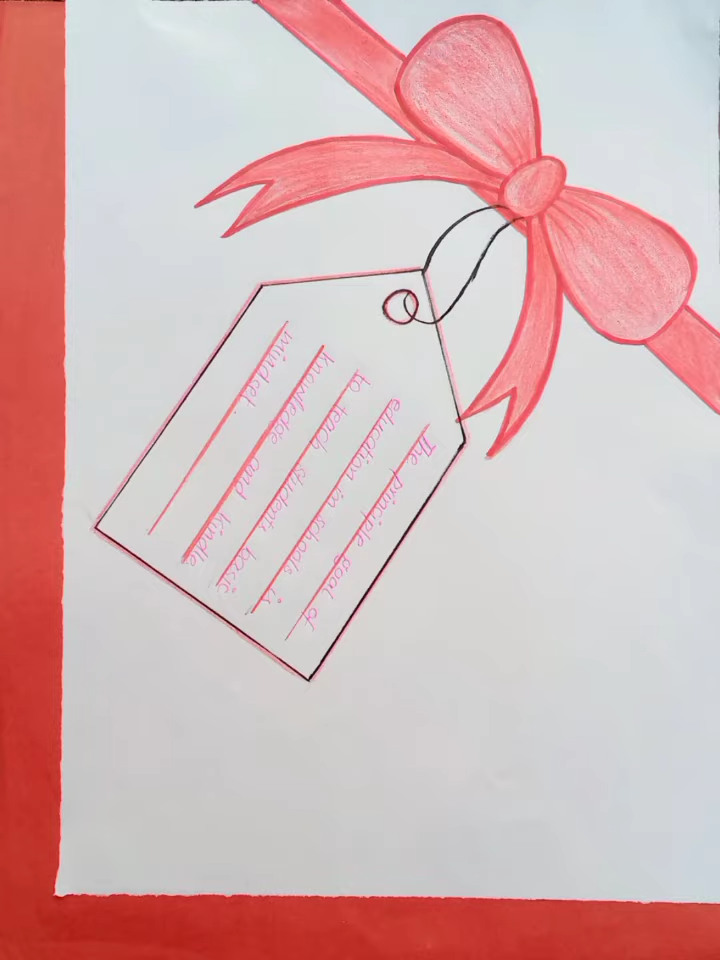 The principle goal of
education in schools is
to teach students basic
knowledge and kindle
mindset.